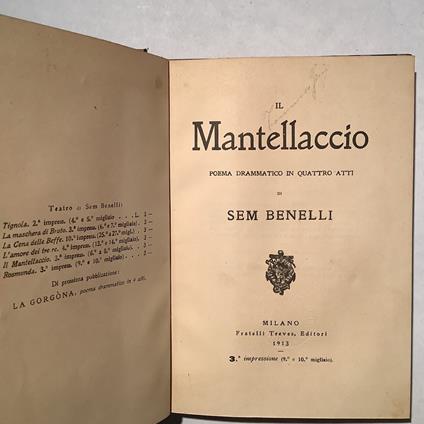 Teatro di Sem Benelli:
Tignola. 2.ª impress. (4.° e 5.° migliaio) . . . L. 3 —
La maschera di Bruto. 3.ª impress. (6.° e 7.° migliaio). 3 —
La Cena delle Beffe. 10.ª impress. (25.° a 27.° migl.) 3 —
L'amore dei tre re. 4.ª impress. (12.° e 14.° migliaio). 3 —
Il Mantellaccio. 3.ª impress. (6.° a 8.° migliaio) . . 3 —
Rosmunda. 3.ª impress. (9.° e 10.° migliaio) . . . 3 —
Di prossima pubblicazione:
LA GORGÒNA, poema drammatico in 4 atti.
IL
Mantellaccio
POEMA DRAMMATICO IN QUATTRO ATTI
DI
SEM BENELLI
MILANO
Fratelli Treves, Editori
1913
3.ª impressione (9.° e 10.° migliaio).